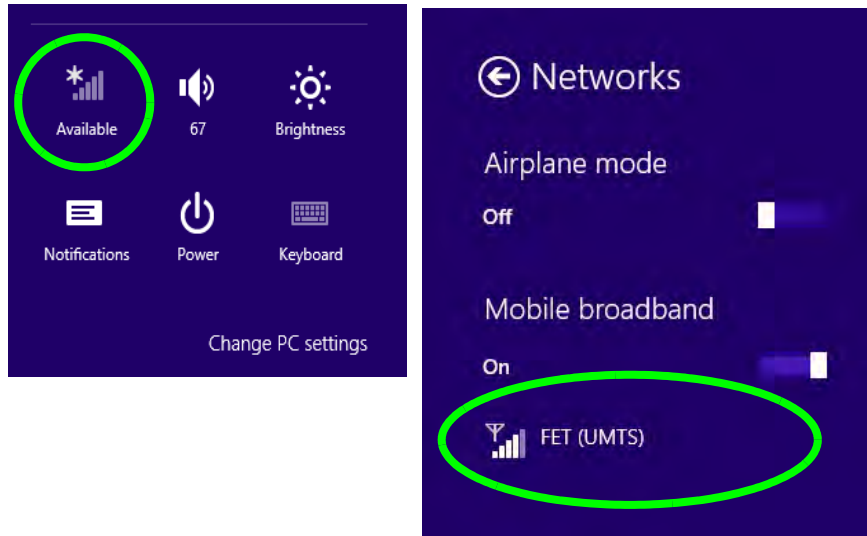 Available
67
Brightness
Notifications
Power
Keyboard
Change PC settings
Networks
Airplane mode
Off
Mobile broadband
On
FET (UMTS)